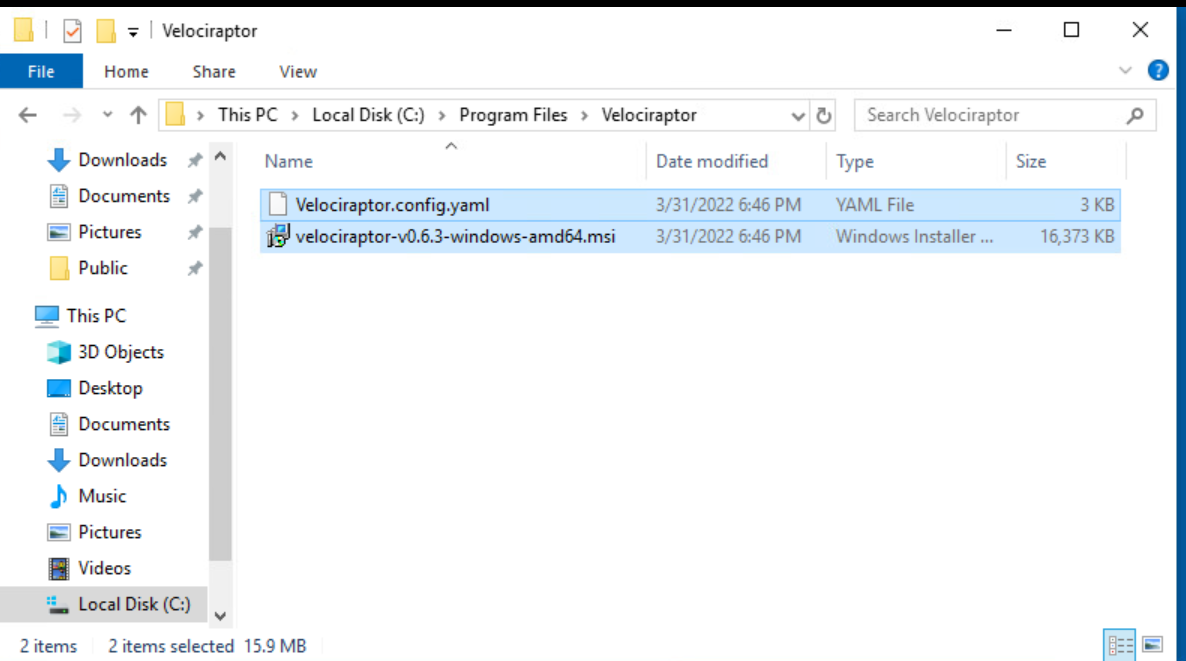 Velociraptor
File Home Share View
This PC Local Disk (C:) Program Files Velociraptor Search Velociraptor
Name Date modified Type Size
Velociraptor.config.yaml 3/31/2022 6:46 PM YAML File 3 KB
velociraptor-v0.6.3-windows-amd64.msi 3/31/2022 6:46 PM Windows Installer ... 16,373 KB
Downloads
Documents
Pictures
Public
This PC
3D Objects
Desktop
Documents
Downloads
Music
Pictures
Videos
Local Disk (C:)
2 items 2 items selected 15.9 MB